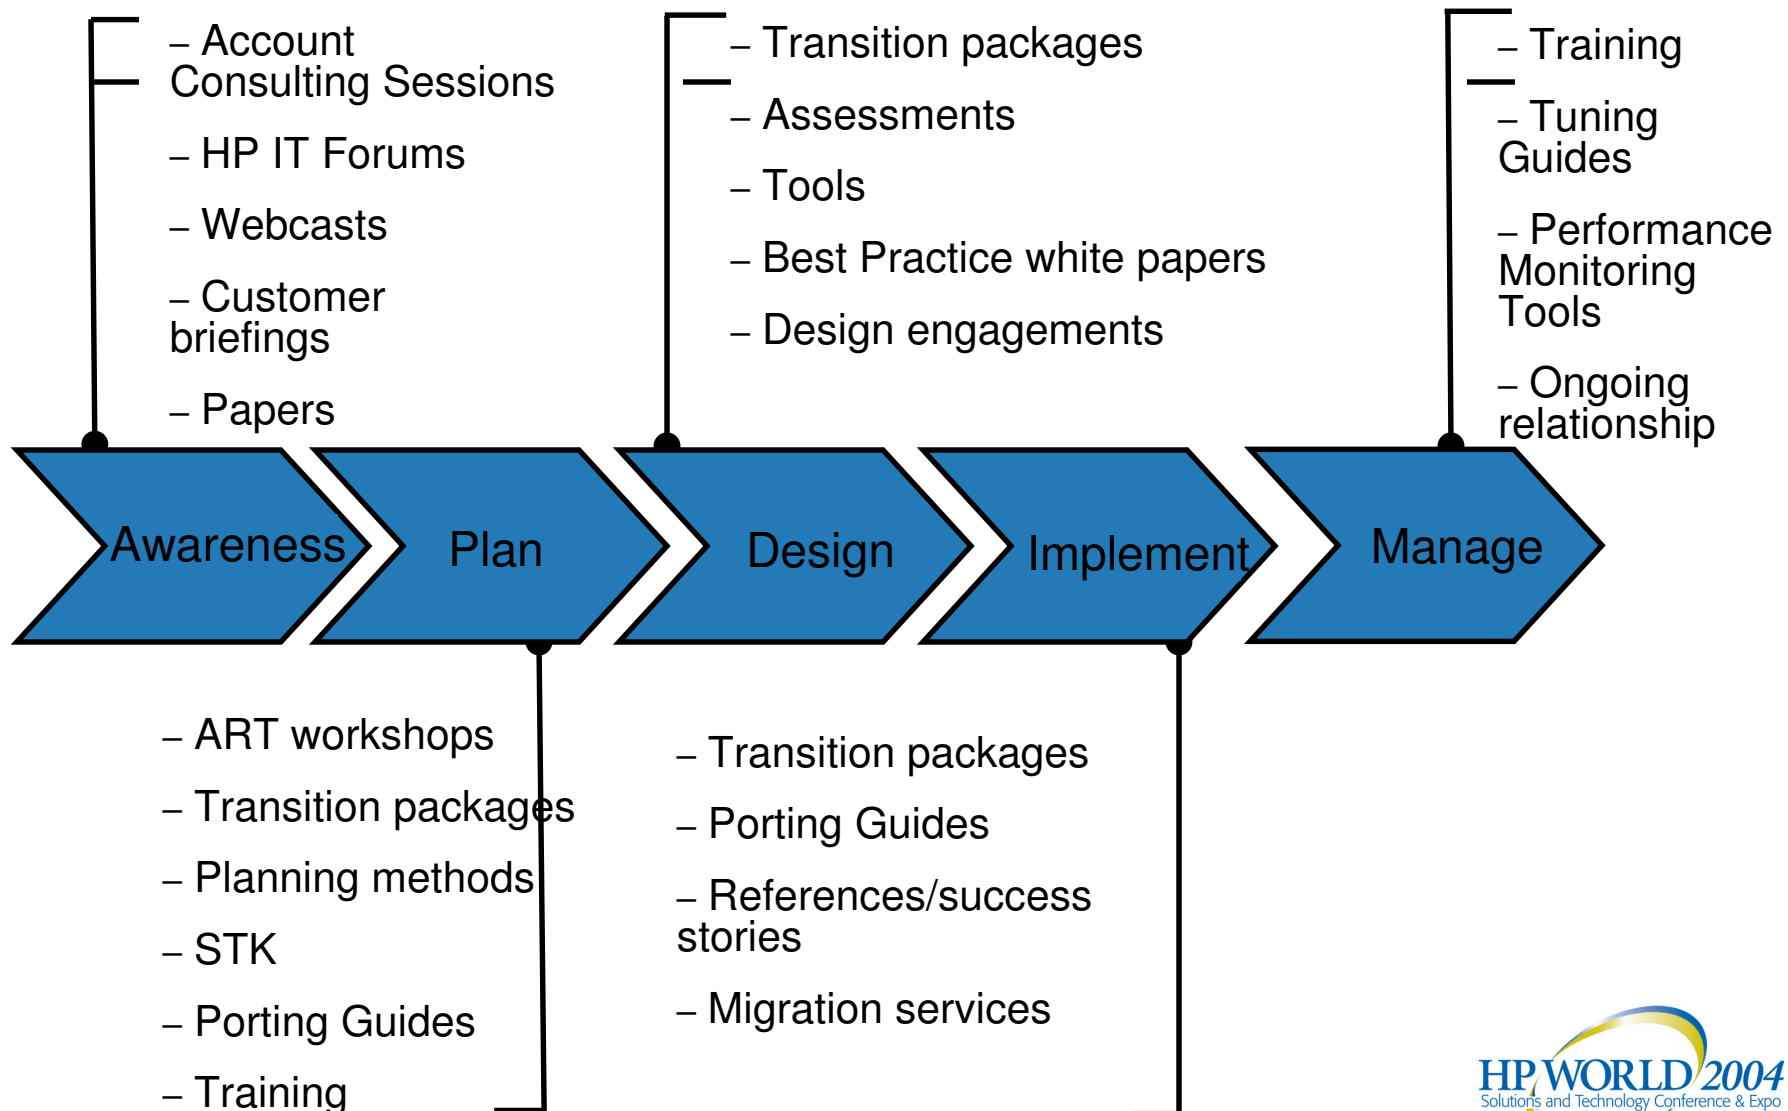 – Account
Consulting Sessions
– HP IT Forums
– Webcasts
– Customer
briefings
– Papers
– Transition packages
– Assessments
– Tools
– Best Practice white papers
– Design engagements
– Training
– Tuning
Guides
– Performance
Monitoring
Tools
– Ongoing
relationship
Awareness
Plan
Design
Implement
Manage
– ART workshops
– Transition packages
– Planning methods
– STK
– Porting Guides
– Training
– Transition packages
– Porting Guides
– References/success
stories
– Migration services
HP WORLD 2004
Solutions and Technology Conference & Expo